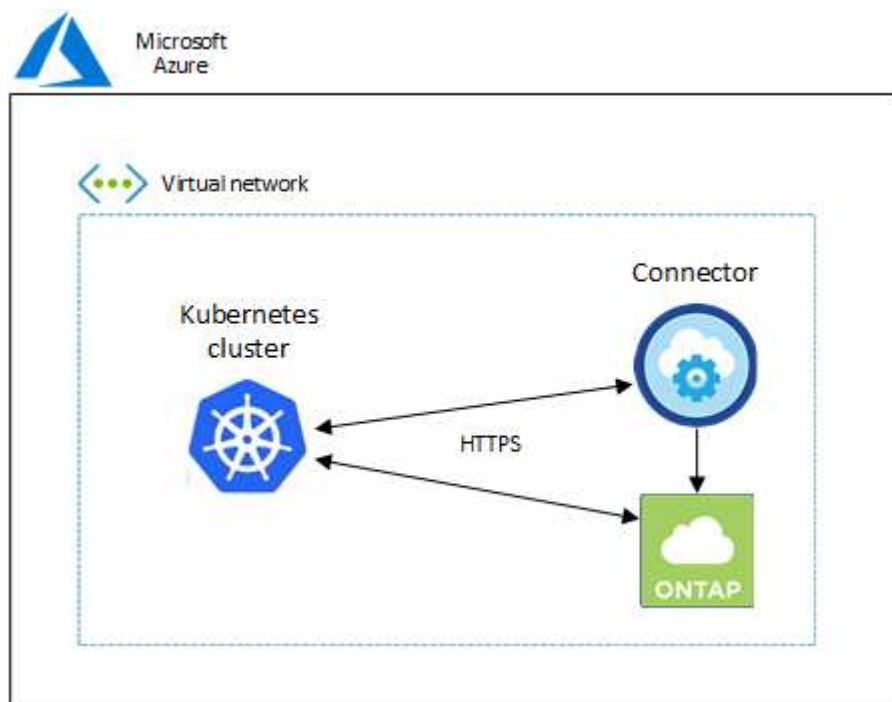 Microsoft
Azure
Virtual network
Connector
Kubernetes
cluster
HTTPS
ONTAP